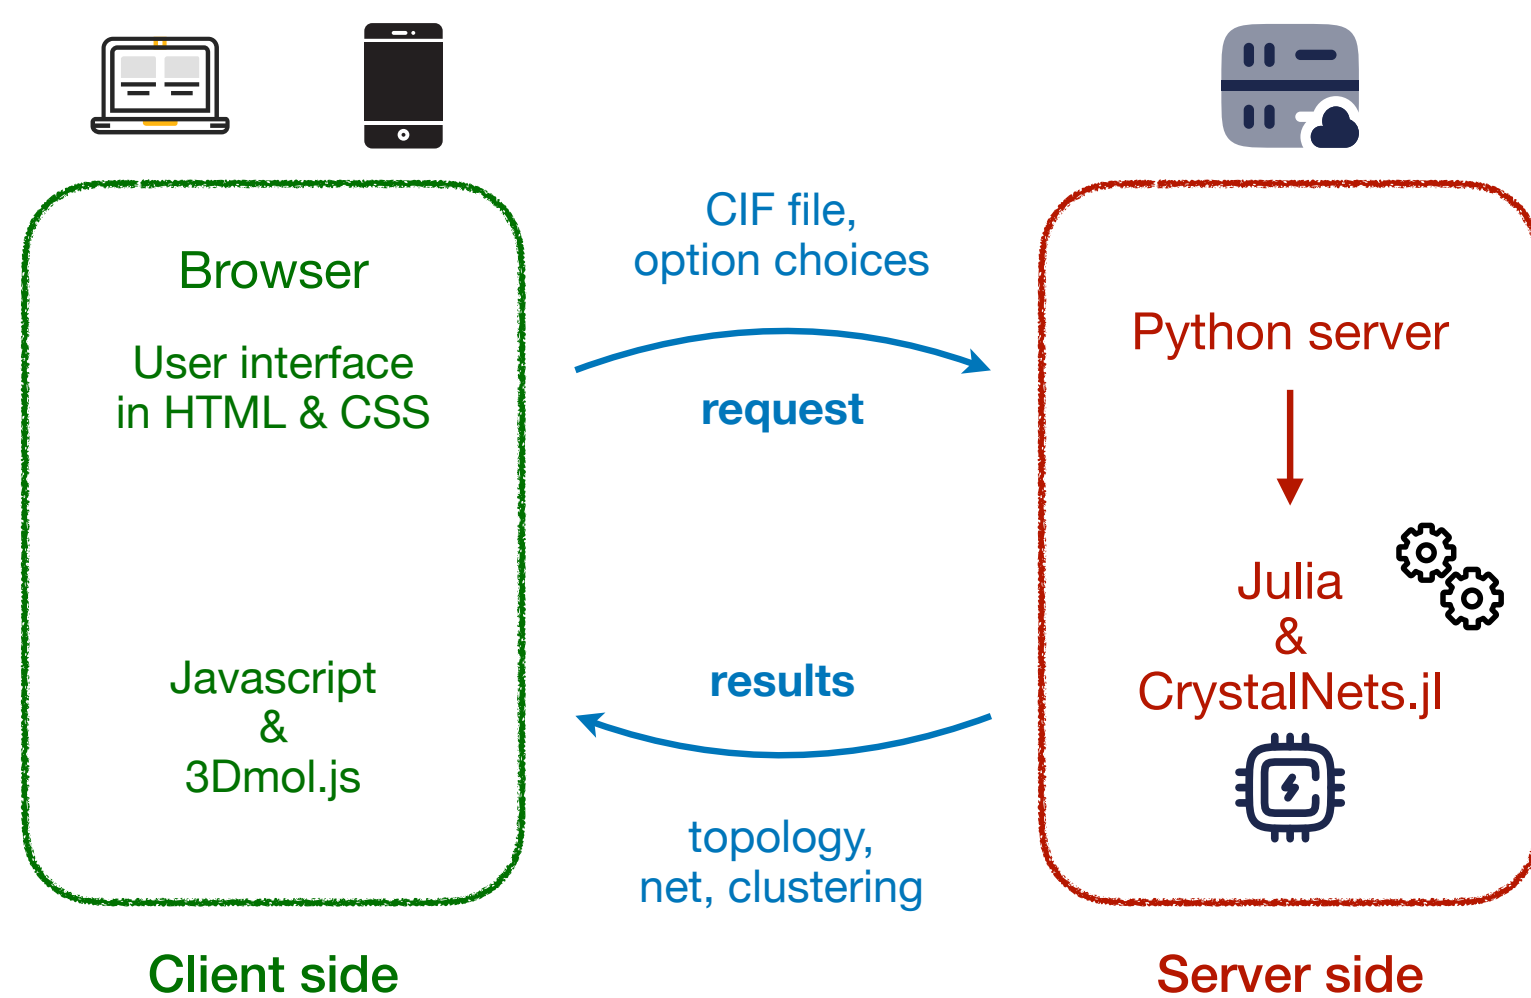 Browser
User interface
in HTML & CSS
Javascript
&
3Dmol.js
Client side
CIF file,
option choices
request
results
topology,
net, clustering
Python server
Julia
&
CrystalNets.jl
Server side